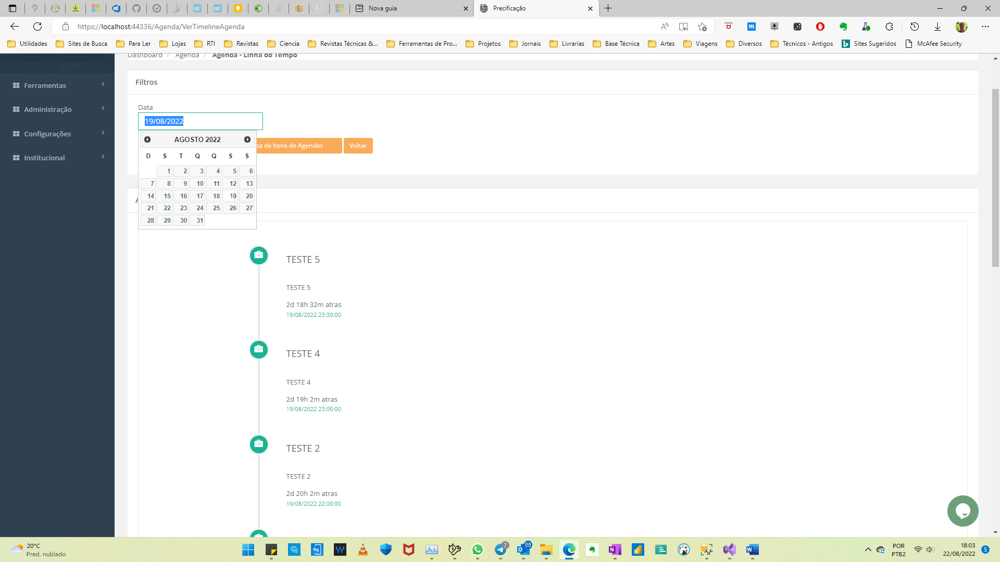 Nova guia
Precificação
https://localhost:44336/Agenda/VerTimelineAgenda
Utilidades
Sites de Busca
Para Ler
Lojas
RTI
Revistas
Ciencia
Revistas Técnicas &...
Ferramentas de Pro...
Projetos
Jornais
Livrarias
Base Técnica
Artes
Viagens
Diversos
Técnicos - Antigos
Sites Sugeridos
McAfee Security
Dashboard / Agenda / Agenda - Linha do Tempo
Ferramentas
Administração
Configurações
Institucional
Filtros
Data
19/08/2022
AGOSTO 2022
D S T Q Q S S
1 2 3 4 5 6
7 8 9 10 11 12 13
14 15 16 17 18 19 20
21 22 23 24 25 26 27
28 29 30 31
ta de Itens de Agendas
Voltar
TESTE 5
TESTE 5
2d 18h 32m atras
19/08/2022 23:30:00
TESTE 4
TESTE 4
2d 19h 2m atras
19/08/2022 23:00:00
TESTE 2
TESTE 2
2d 20h 2m atras
19/08/2022 22:00:00
20°C
Pred. nublado
7
POR
PTB2
18:03
22/08/2022
5